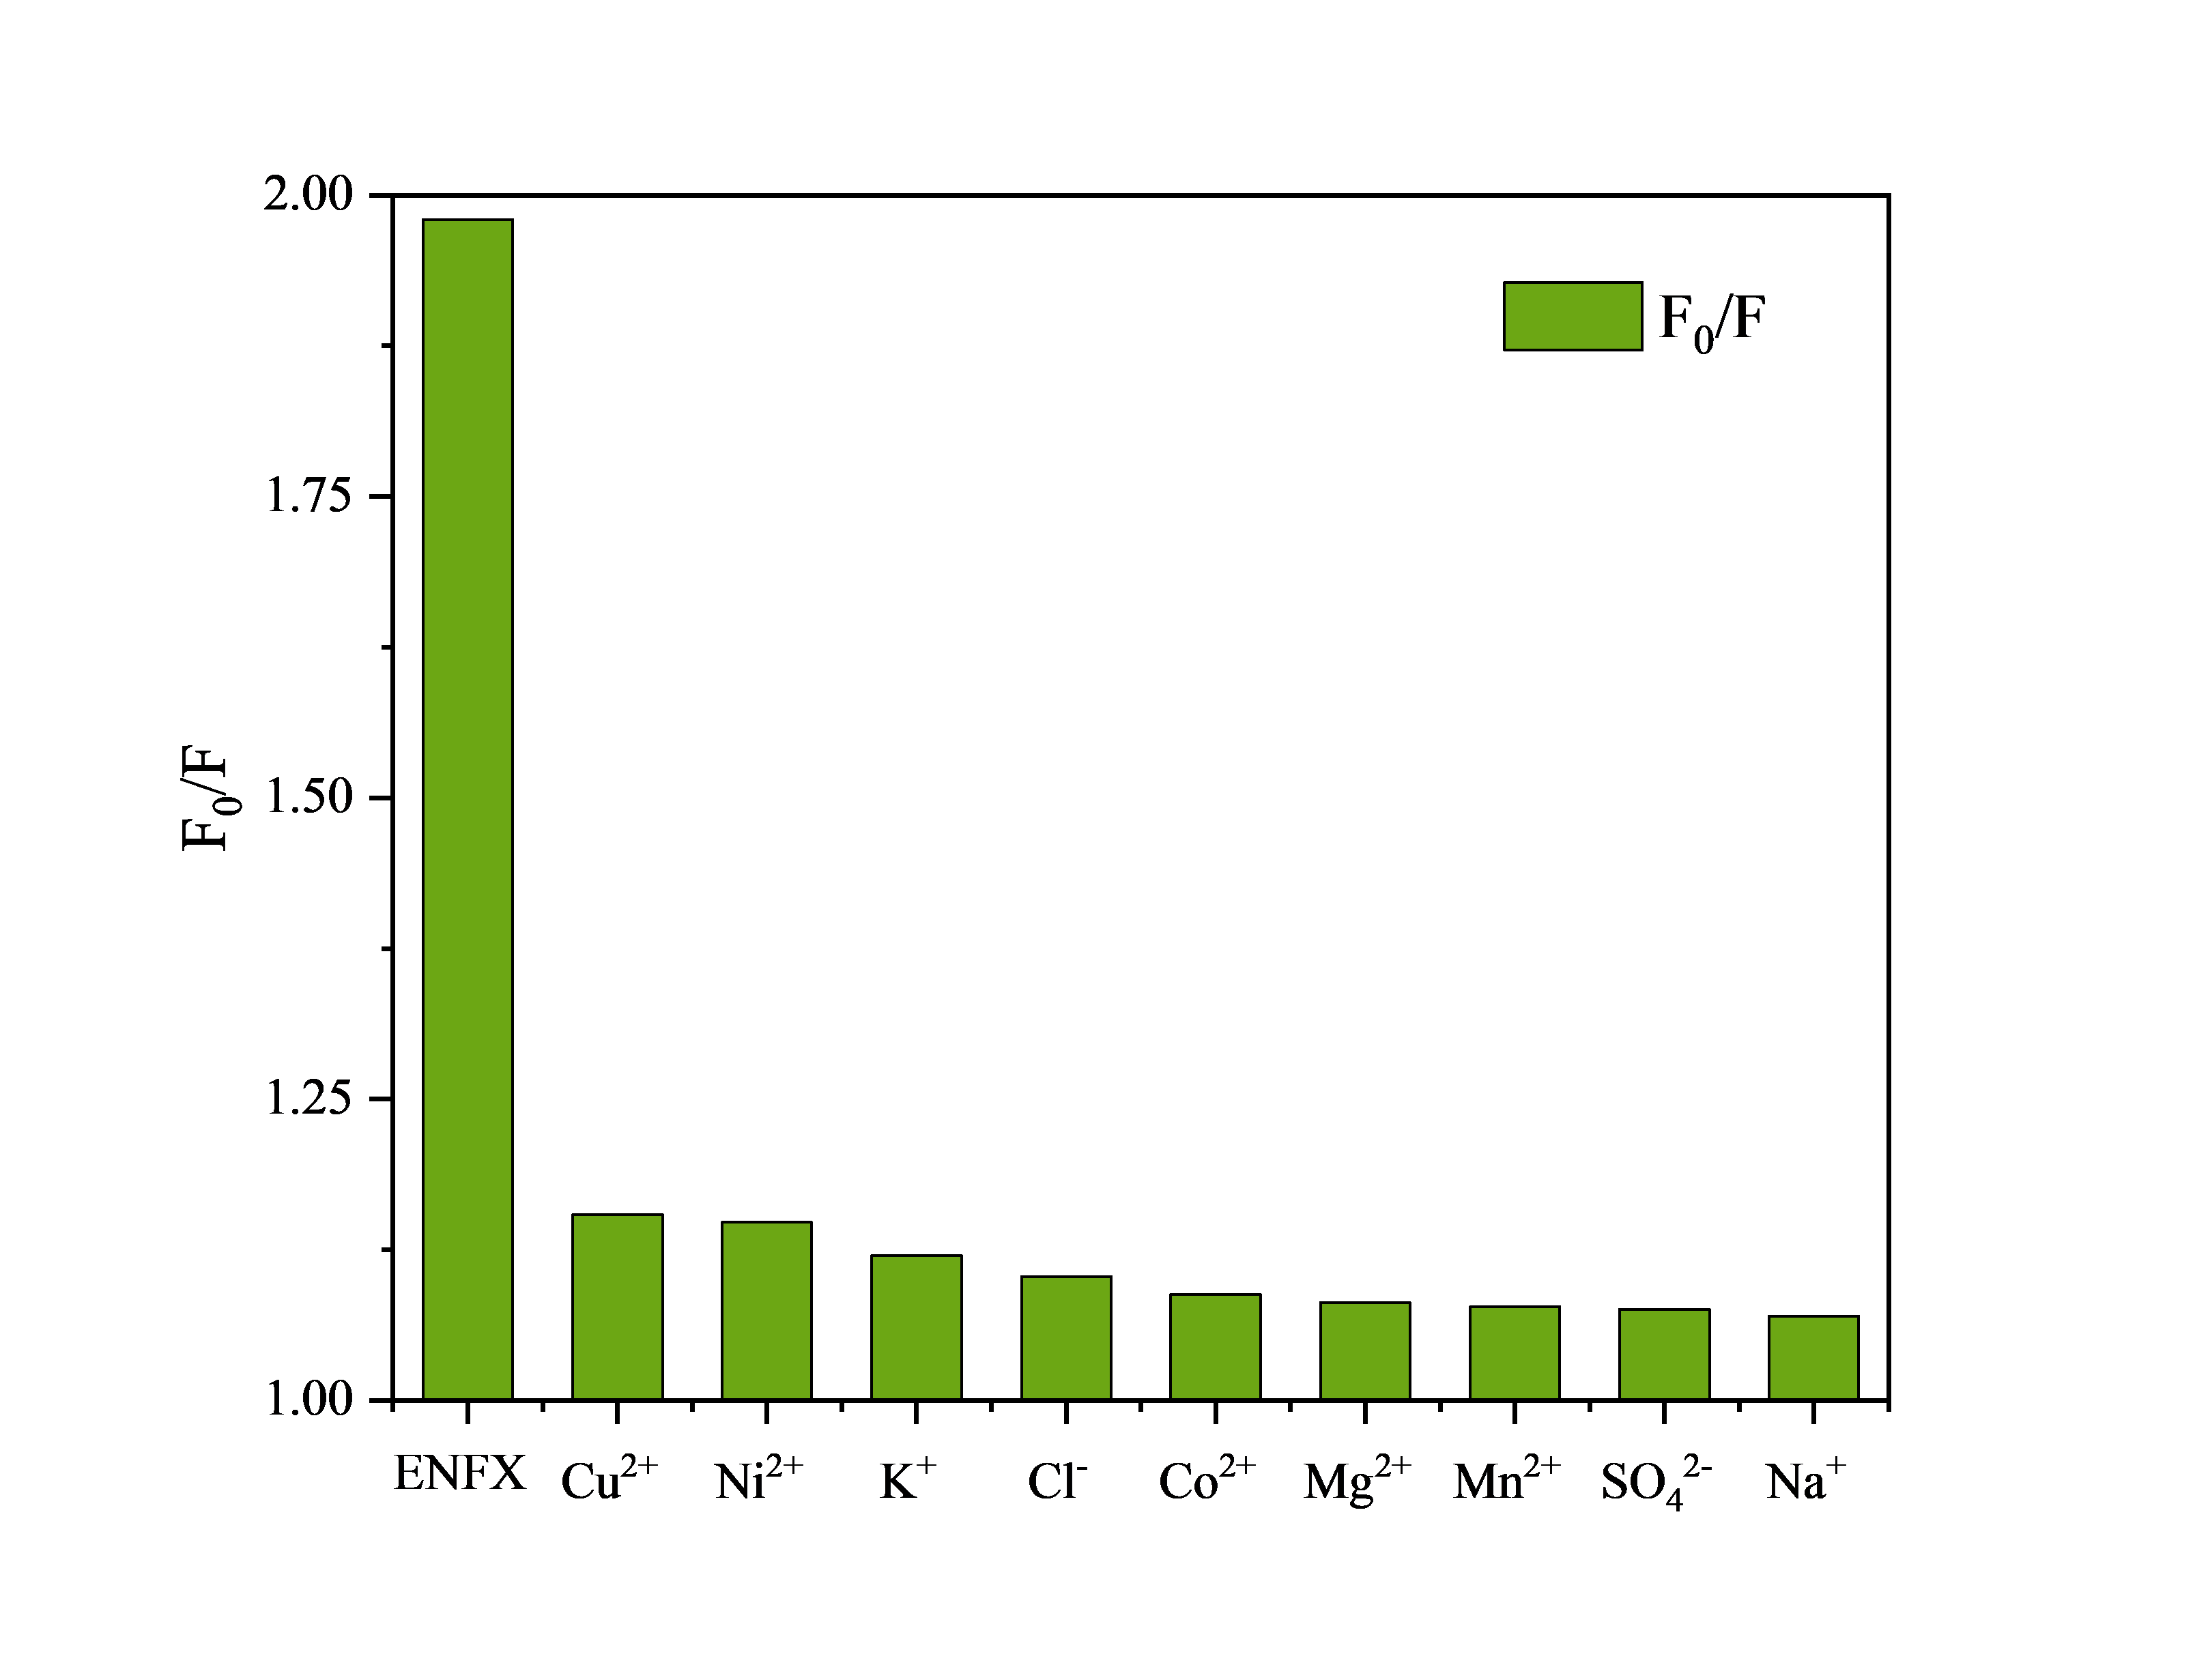 2.00
1.75
1.50
1.25
1.00
F₀/F
F₀/F
ENFX Cu²⁺ Ni²⁺ K⁺ Cl⁻ Co²⁺ Mg²⁺ Mn²⁺ SO₄²⁻ Na⁺